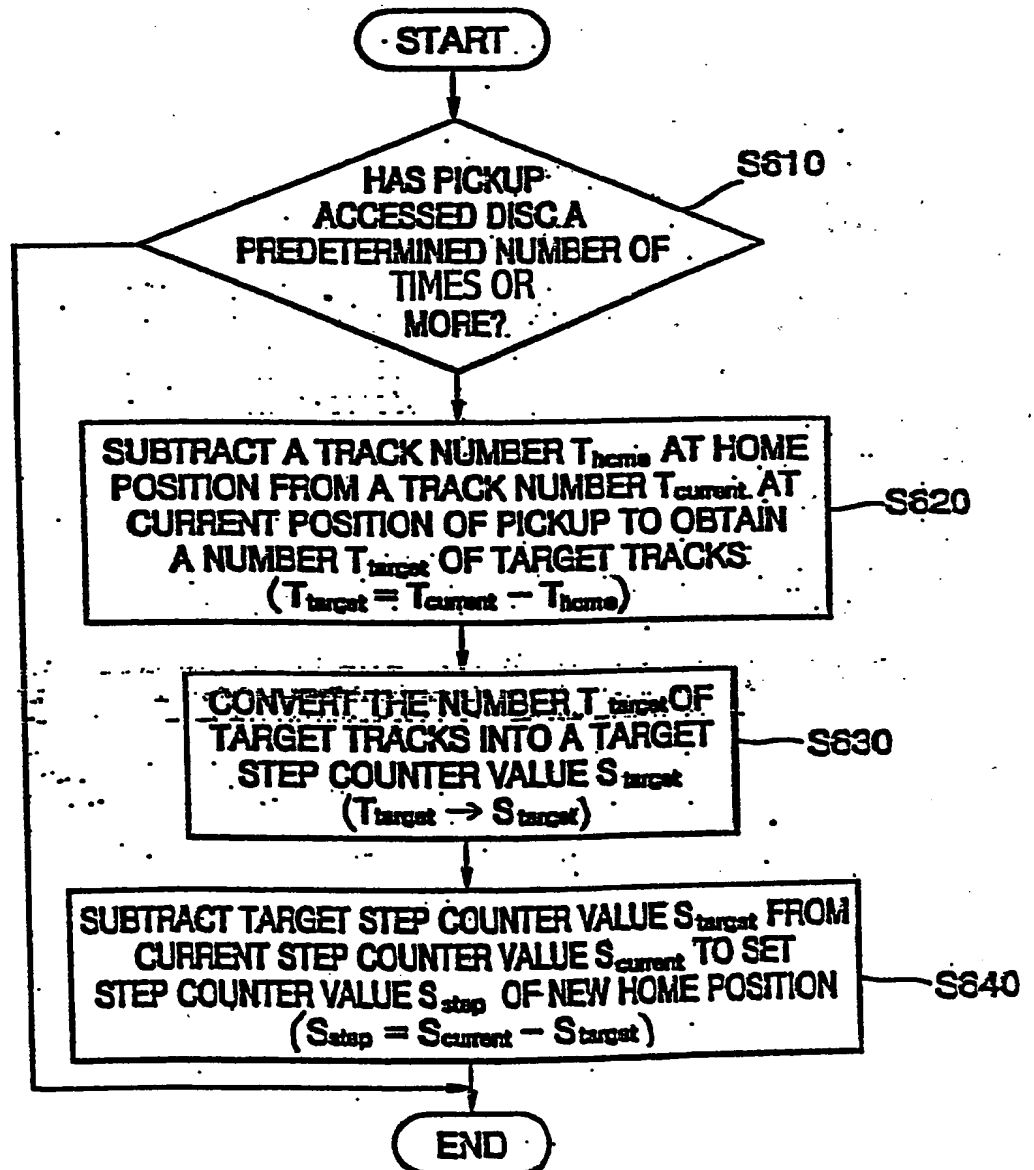 START
HAS PICKUP
ACCESSED DISC A
PREDETERMINED NUMBER OF
TIMES OR
MORE?
S610
SUBTRACT A TRACK NUMBER Thome AT HOME
POSITION FROM A TRACK NUMBER Tcurrent AT
CURRENT POSITION OF PICKUP TO OBTAIN
A NUMBER Ttarget OF TARGET TRACKS
(Ttarget = Tcurrent − Thome)
S620
CONVERT THE NUMBER Ttarget OF
TARGET TRACKS INTO A TARGET
STEP COUNTER VALUE Starget
(Ttarget → Starget)
S630
SUBTRACT TARGET STEP COUNTER VALUE Starget FROM
CURRENT STEP COUNTER VALUE Scurrent TO SET
STEP COUNTER VALUE Sstep OF NEW HOME POSITION
(Sstep = Scurrent − Starget)
S640
END